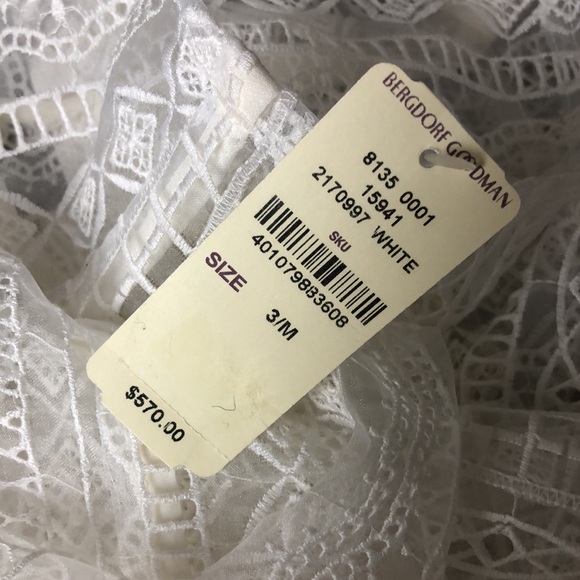 BERGDORF GOODMAN
8135 0001
15941
2170997 WHITE
SKU
401079883608
SIZE
3/M
$570.00